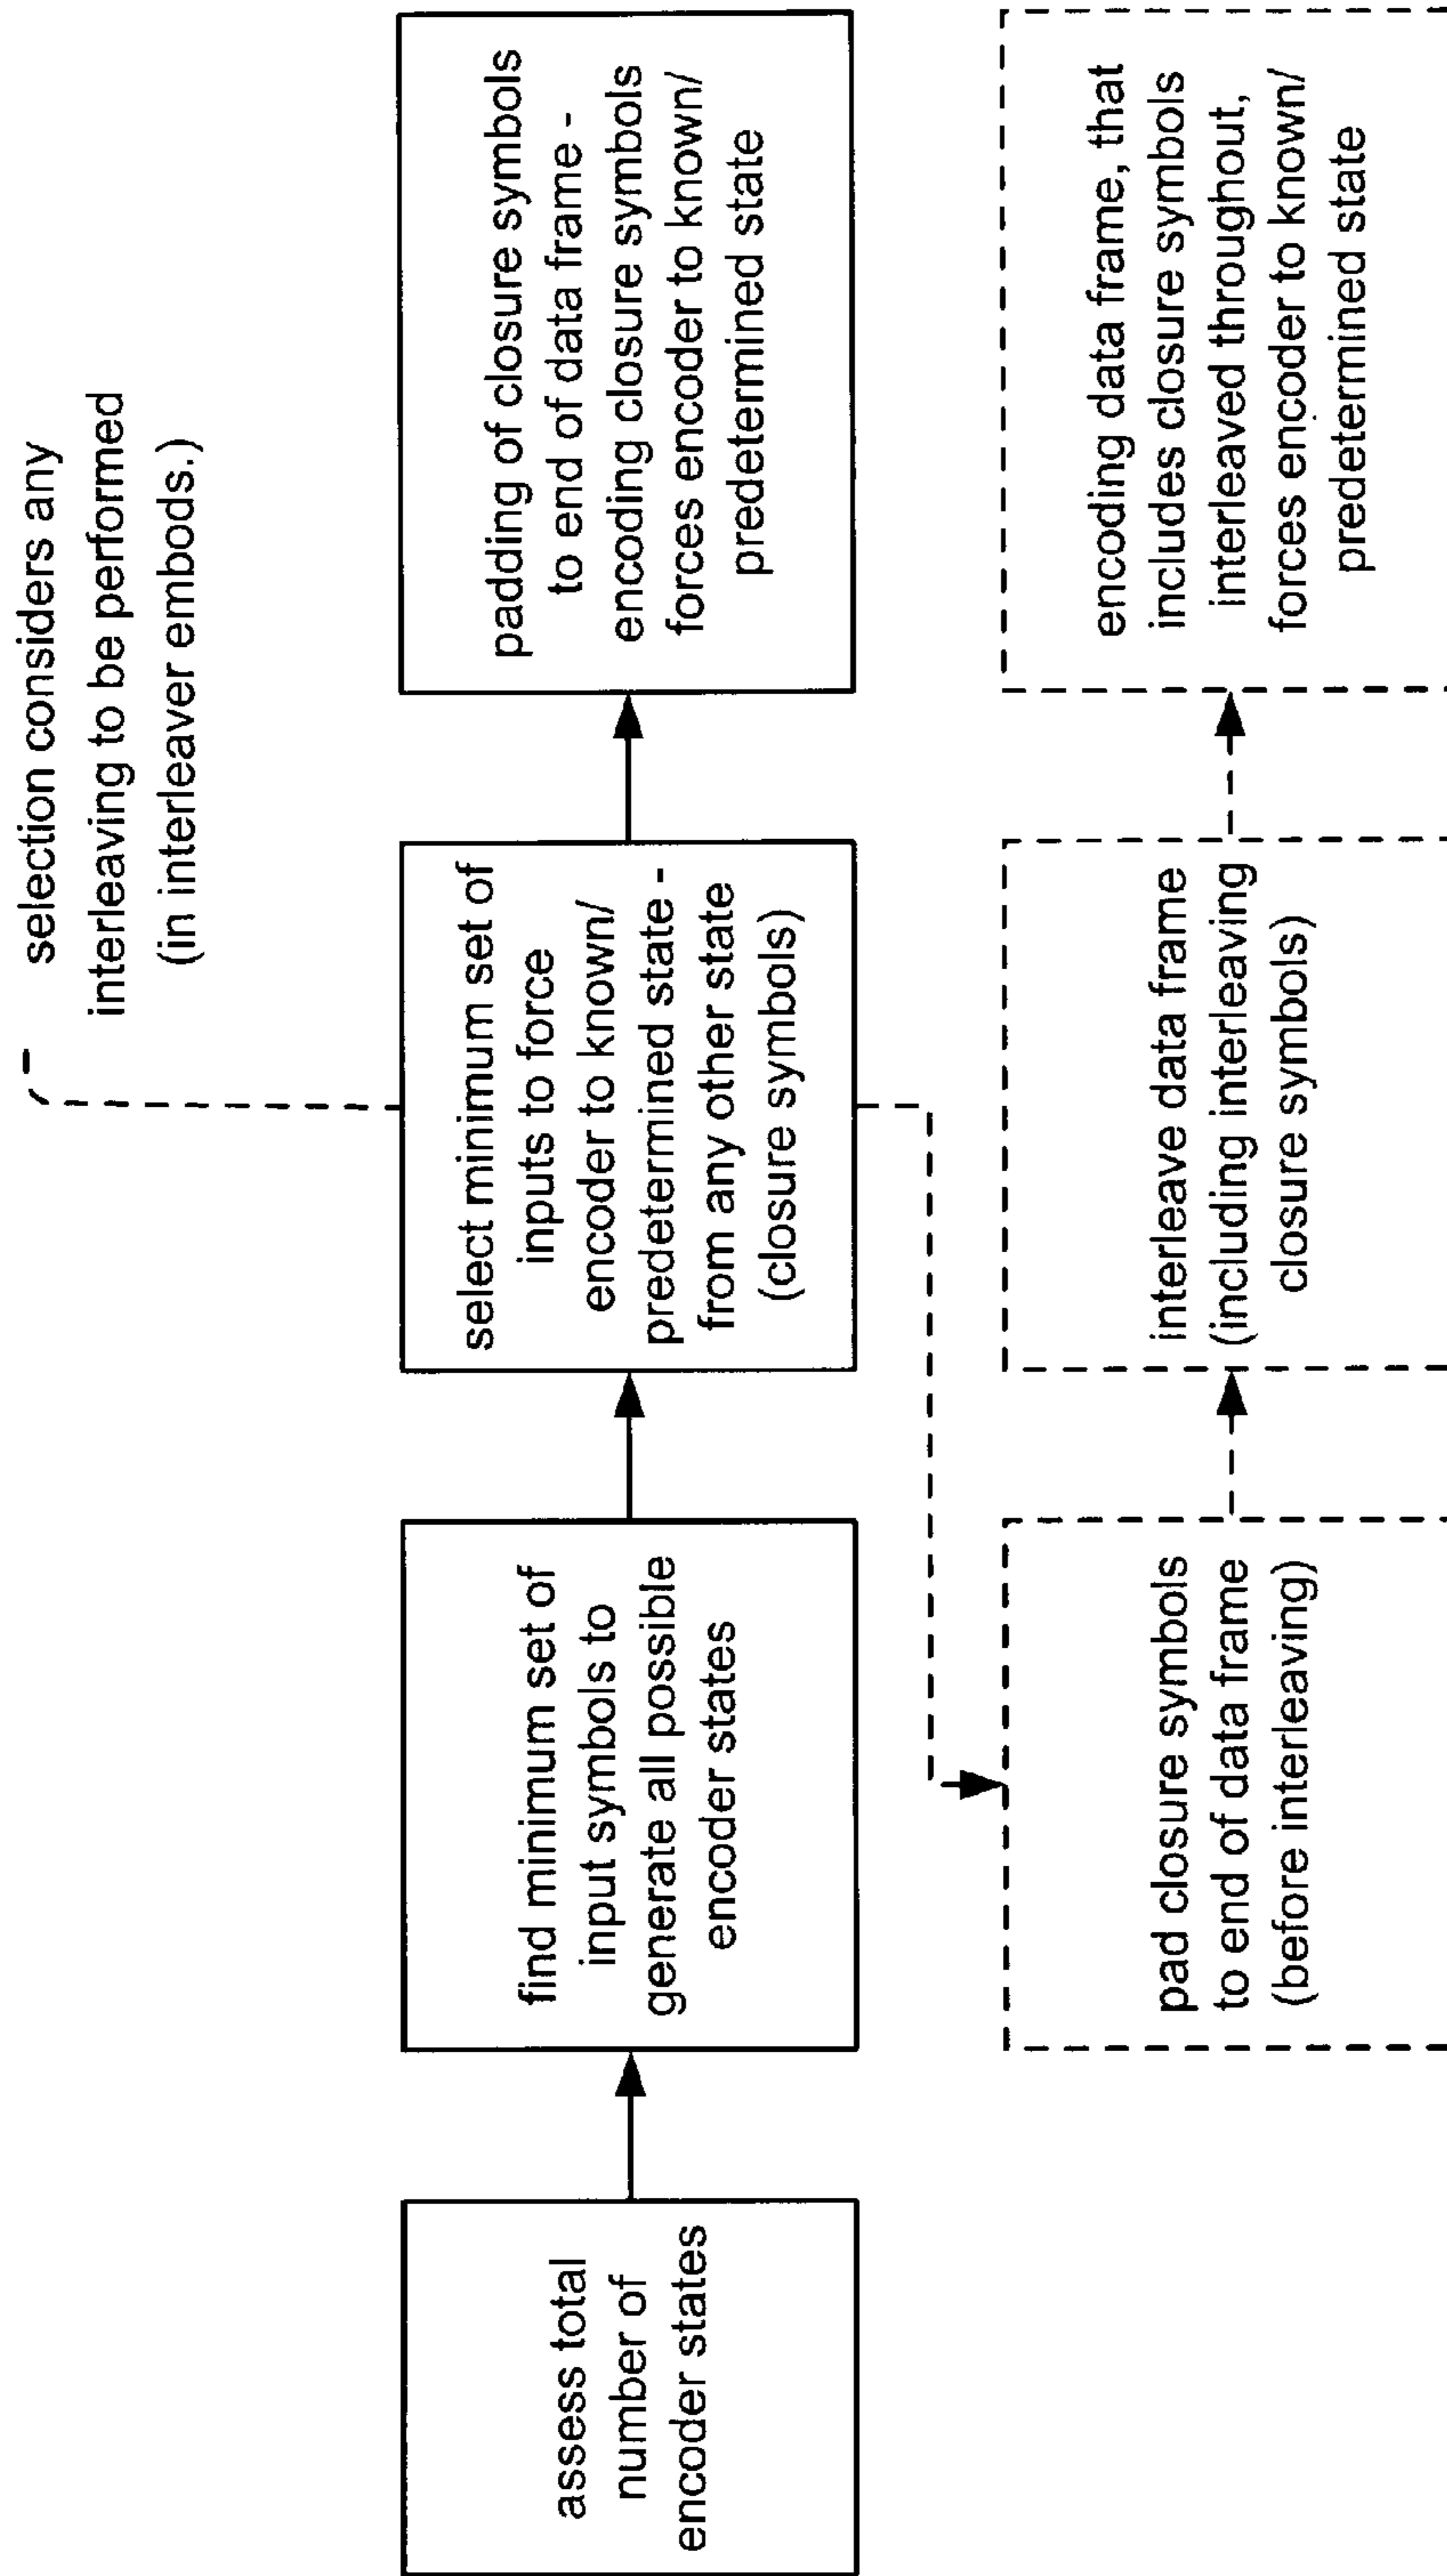 selection considers any
interleaving to be performed
(in interleaver embods.)
assess total
number of
encoder states
find minimum set of
input symbols to
generate all possible
encoder states
select minimum set of
inputs to force
encoder to known/
predetermined state -
from any other state
(closure symbols)
padding of closure symbols
to end of data frame -
encoding closure symbols
forces encoder to known/
predetermined state
pad closure symbols
to end of data frame
(before interleaving)
interleave data frame
(including interleaving
closure symbols)
encoding data frame, that
includes closure symbols
interleaved throughout,
forces encoder to known/
predetermined state